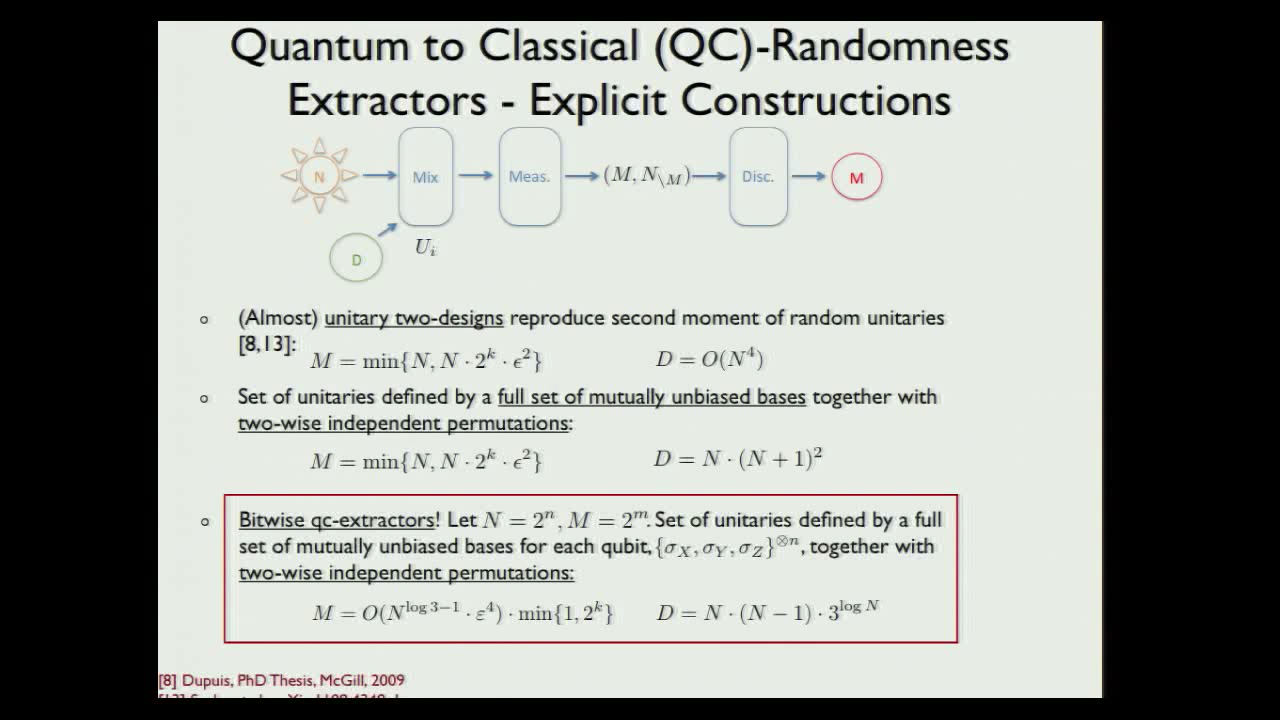 Quantum to Classical (QC)-Randomness
Extractors - Explicit Constructions
N
Mix
Meas.
(M, N\M)
Disc.
M
D
U_i
(Almost) unitary two-designs reproduce second moment of random unitaries
[8,13]:
M = min{N, N · 2^k · ϵ^2} D = O(N^4)
Set of unitaries defined by a full set of mutually unbiased bases together with
two-wise independent permutations:
M = min{N, N · 2^k · ϵ^2} D = N · (N + 1)^2
Bitwise qc-extractors! Let N = 2^n, M = 2^m. Set of unitaries defined by a full
set of mutually unbiased bases for each qubit, {σ_X, σ_Y, σ_Z}^⊗n, together with
two-wise independent permutations:
M = O(N^{log 3−1} · ε^4) · min{1, 2^k} D = N · (N − 1) · 3^{log N}
[8] Dupuis, PhD Thesis, McGill, 2009